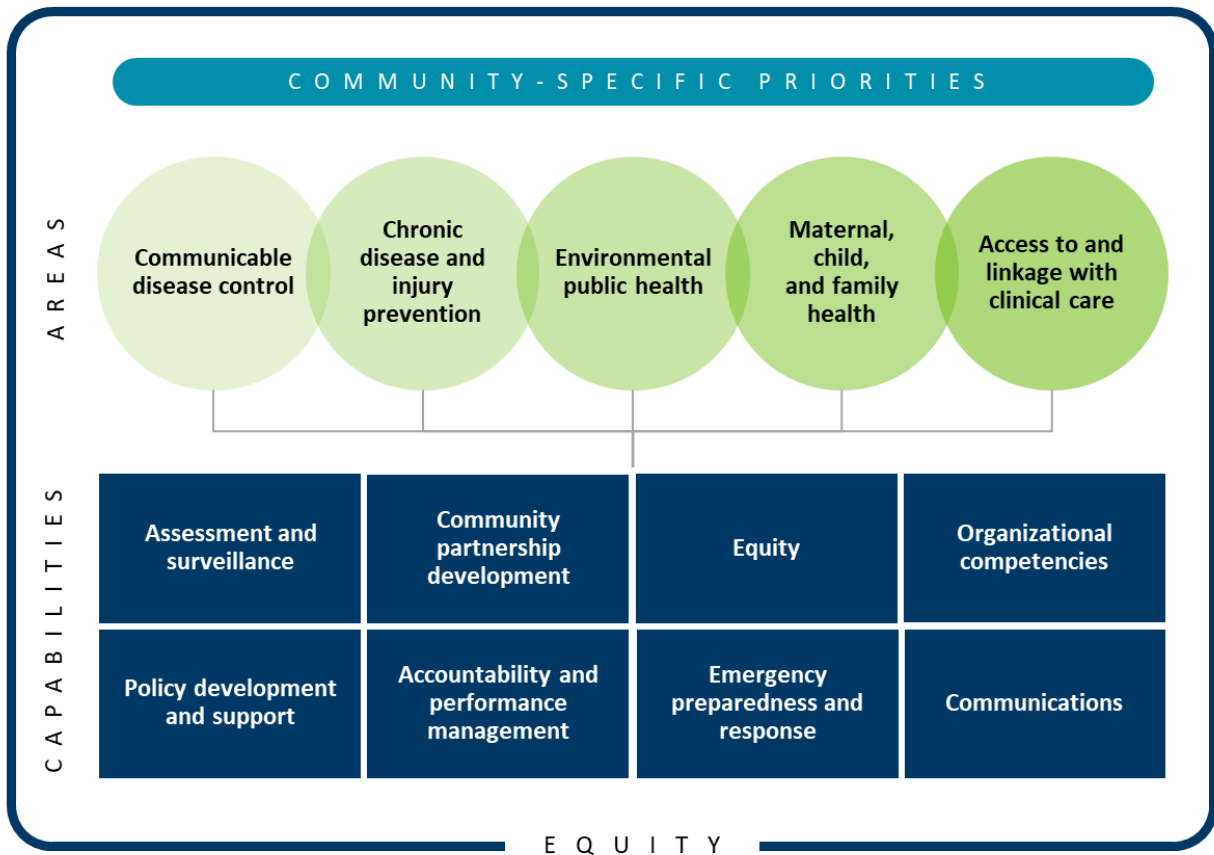 COMMUNITY-SPECIFIC PRIORITIES
AREAS
Communicable
disease control
Chronic
disease and
injury
prevention
Environmental
public health
Maternal,
child,
and family
health
Access to and
linkage with
clinical care
CAPABILITIES
Assessment and
surveillance
Community
partnership
development
Equity
Organizational
competencies
Policy development
and support
Accountability and
performance
management
Emergency
preparedness and
response
Communications
EQUITY